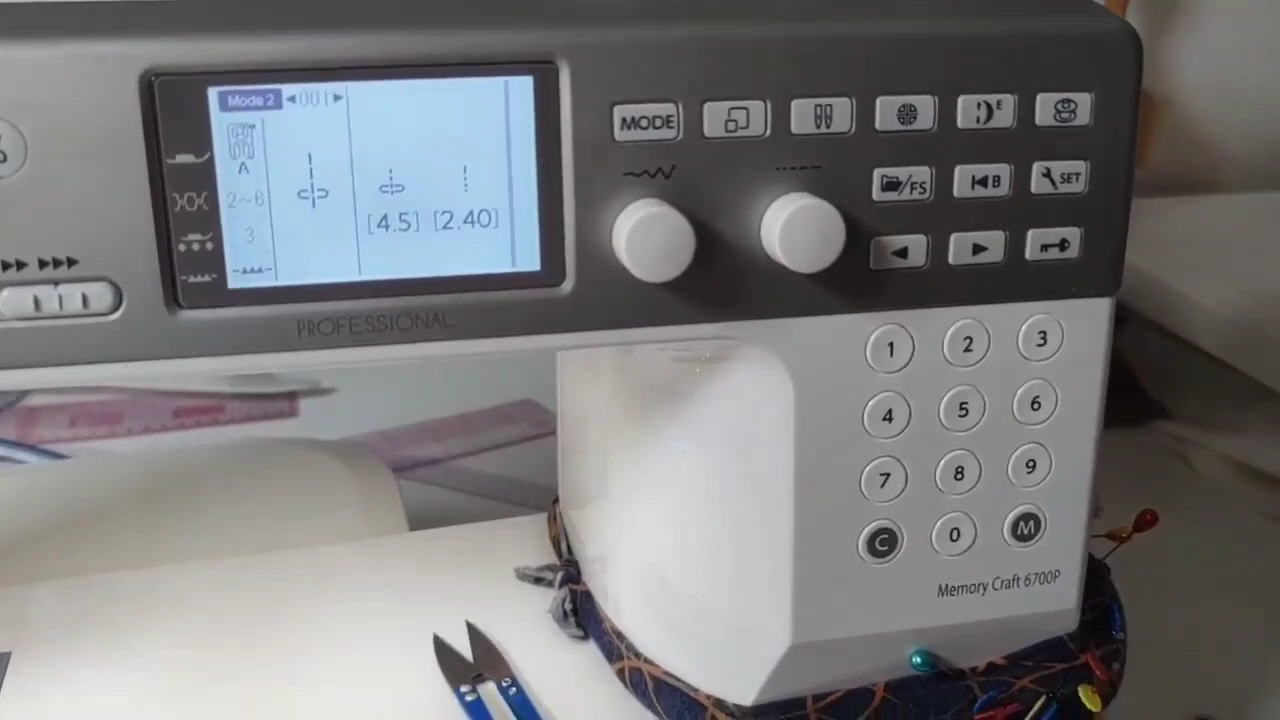 Mode 2 001
A
2~6
3
[4.5] [2.40]
PROFESSIONAL
MODE
E
/FS
B
SET
1 2 3
4 5 6
7 8 9
C 0 M
Memory Craft 6700P